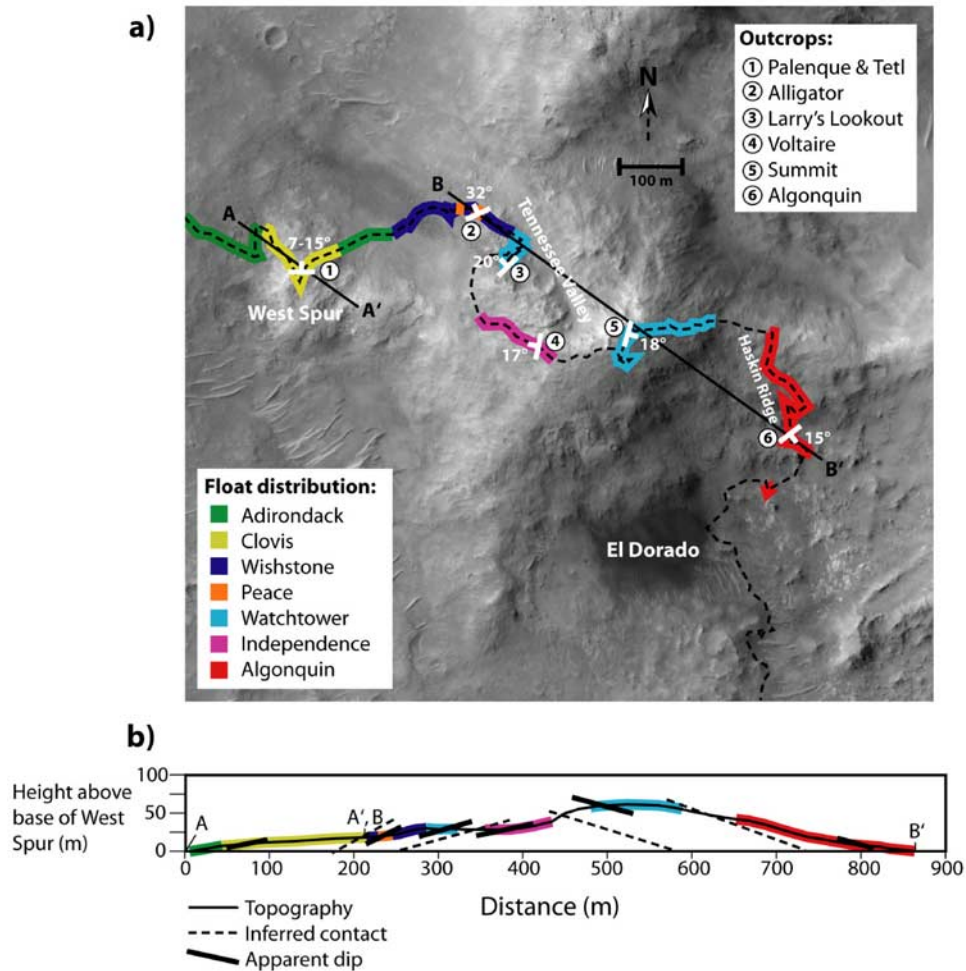 a)
Outcrops:
1 Palenque & Tetl
2 Alligator
3 Larry's Lookout
4 Voltaire
5 Summit
6 Algonquin
N
100 m
B
32°
A
2
7-15°
1
20°
3
Tennessee Valley
West Spur
A'
5
18°
4
17°
Haskin Ridge
6
15°
B'
El Dorado
Float distribution:
Adirondack
Clovis
Wishstone
Peace
Watchtower
Independence
Algonquin
b)
Height above
base of West
Spur (m)
100
50
0
A
A', B
B'
0 100 200 300 400 500 600 700 800 900
Distance (m)
Topography
Inferred contact
Apparent dip